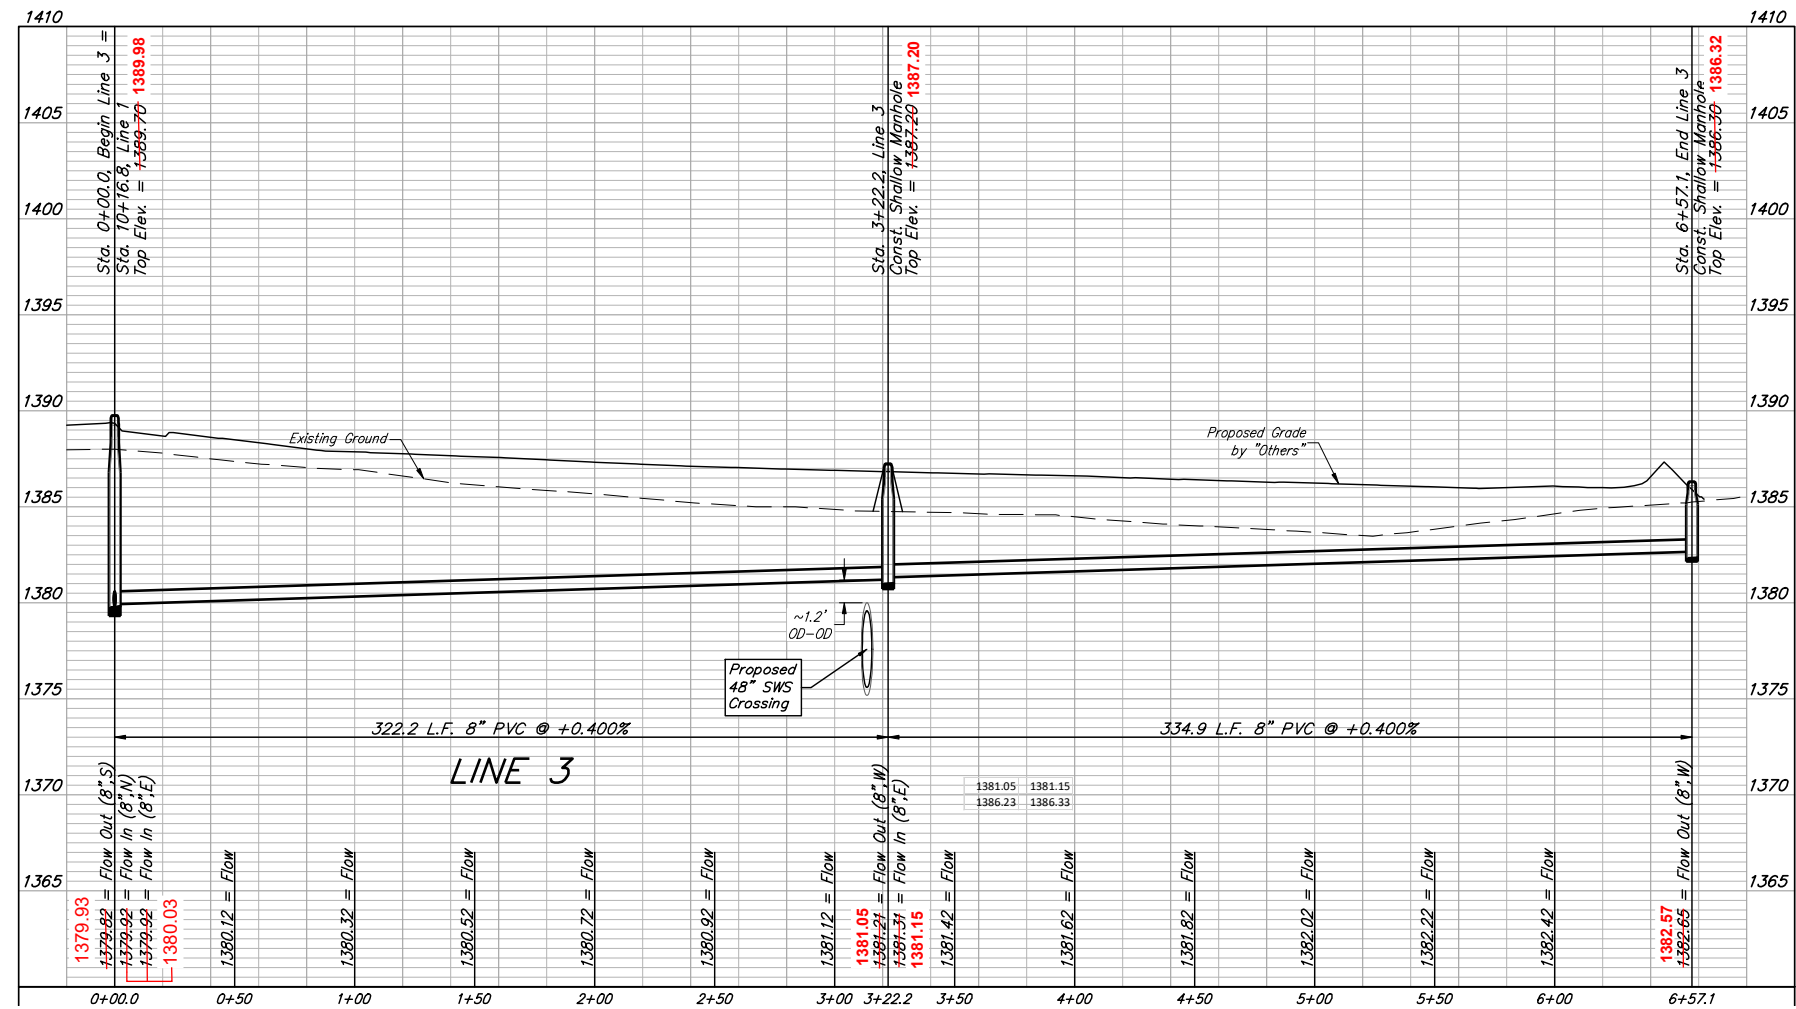 1410
1410
1405
1405
1400
1400
1395
1395
1390
1390
1385
1385
1380
1380
1375
1375
1370
1370
1365
1365
Sta. 0+00.0, Begin Line 3 =
Sta. 10+16.8, Line 1
Top Elev. = 1389.70 1389.98
Sta. 3+22.2, Line 3
Const. Shallow Manhole
Top Elev. = 1387.20 1387.20
Sta. 6+57.1, End Line 3
Const. Shallow Manhole
Top Elev. = 1386.30 1386.32
Existing Ground
Proposed Grade
by "Others"
~1.2'
OD-OD
Proposed
48" SWS
Crossing
322.2 L.F. 8" PVC @ +0.400%
334.9 L.F. 8" PVC @ +0.400%
LINE 3
1381.05 1381.15
1386.23 1386.33
1379.93
1379.82 = Flow Out (8",S)
1379.92 = Flow In (8",N)
1379.92 = Flow In (8",E)
1380.03
1380.12 = Flow
1380.32 = Flow
1380.52 = Flow
1380.72 = Flow
1380.92 = Flow
1381.12 = Flow
1381.05
1381.21 = Flow Out (8",W)
1381.31 = Flow In (8",E)
1381.15
1381.42 = Flow
1381.62 = Flow
1381.82 = Flow
1382.02 = Flow
1382.22 = Flow
1382.42 = Flow
1382.57
1382.65 = Flow Out (8",W)
0+00.0 0+50 1+00 1+50 2+00 2+50 3+00 3+22.2 3+50 4+00 4+50 5+00 5+50 6+00 6+57.1